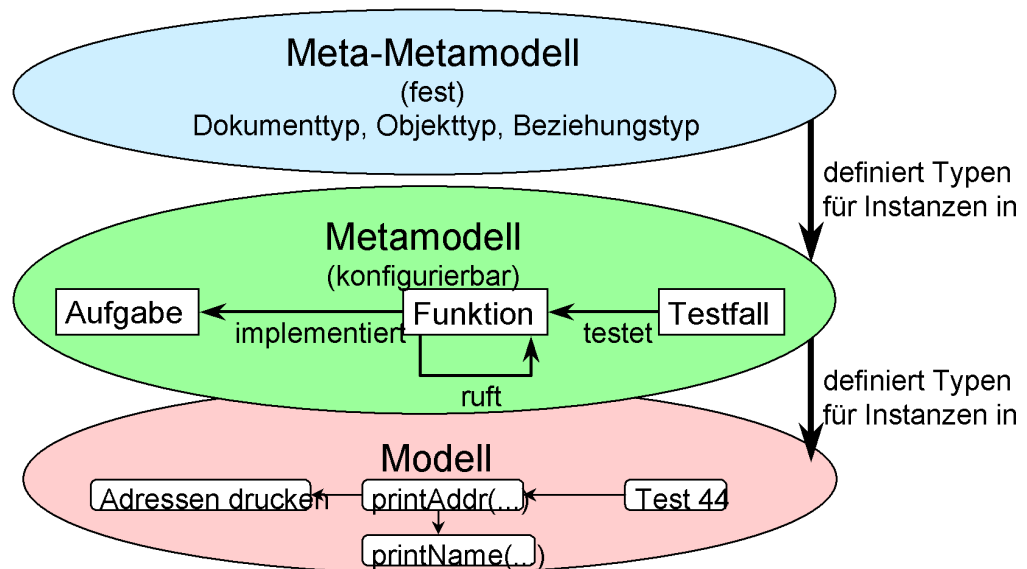 Meta-Metamodell
(fest)
Dokumenttyp, Objekttyp, Beziehungstyp
definiert Typen
für Instanzen in
Metamodell
(konfigurierbar)
Aufgabe
implementiert
Funktion
testet
Testfall
ruft
definiert Typen
für Instanzen in
Modell
Adressen drucken
printAddr(...)
Test 44
printName(...)